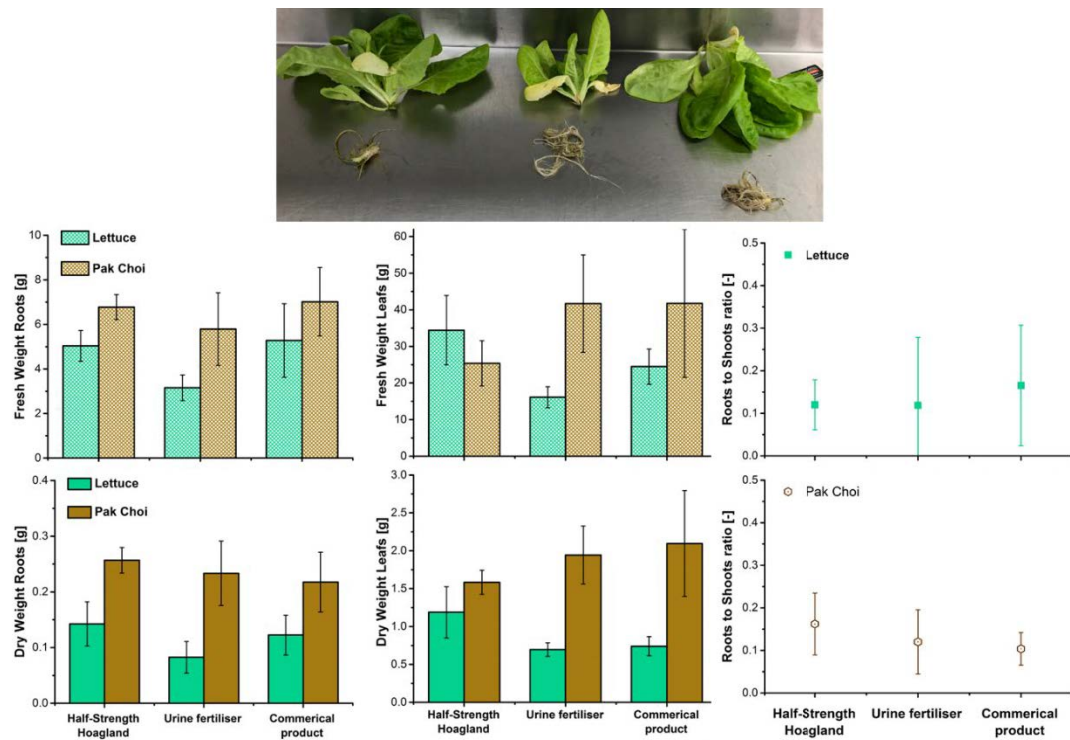 Fresh Weight Roots [g]
10
8
6
4
2
0
Lettuce
Pak Choi
Fresh Weight Leafs [g]
60
50
40
30
20
10
0
Roots to Shoots ratio [-]
0.5
0.4
0.3
0.2
0.1
0.0
Lettuce
Dry Weight Roots [g]
0.4
0.3
0.2
0.1
0.0
Lettuce
Pak Choi
Half-Strength
Hoagland
Urine fertiliser
Commerical
product
Dry Weight Leafs [g]
3.0
2.5
2.0
1.5
1.0
0.5
0.0
Half-Strength
Hoagland
Urine fertiliser
Commerical
product
Roots to Shoots ratio [-]
0.5
0.4
0.3
0.2
0.1
0.0
Pak Choi
Half-Strength
Hoagland
Urine fertiliser
Commerical
product